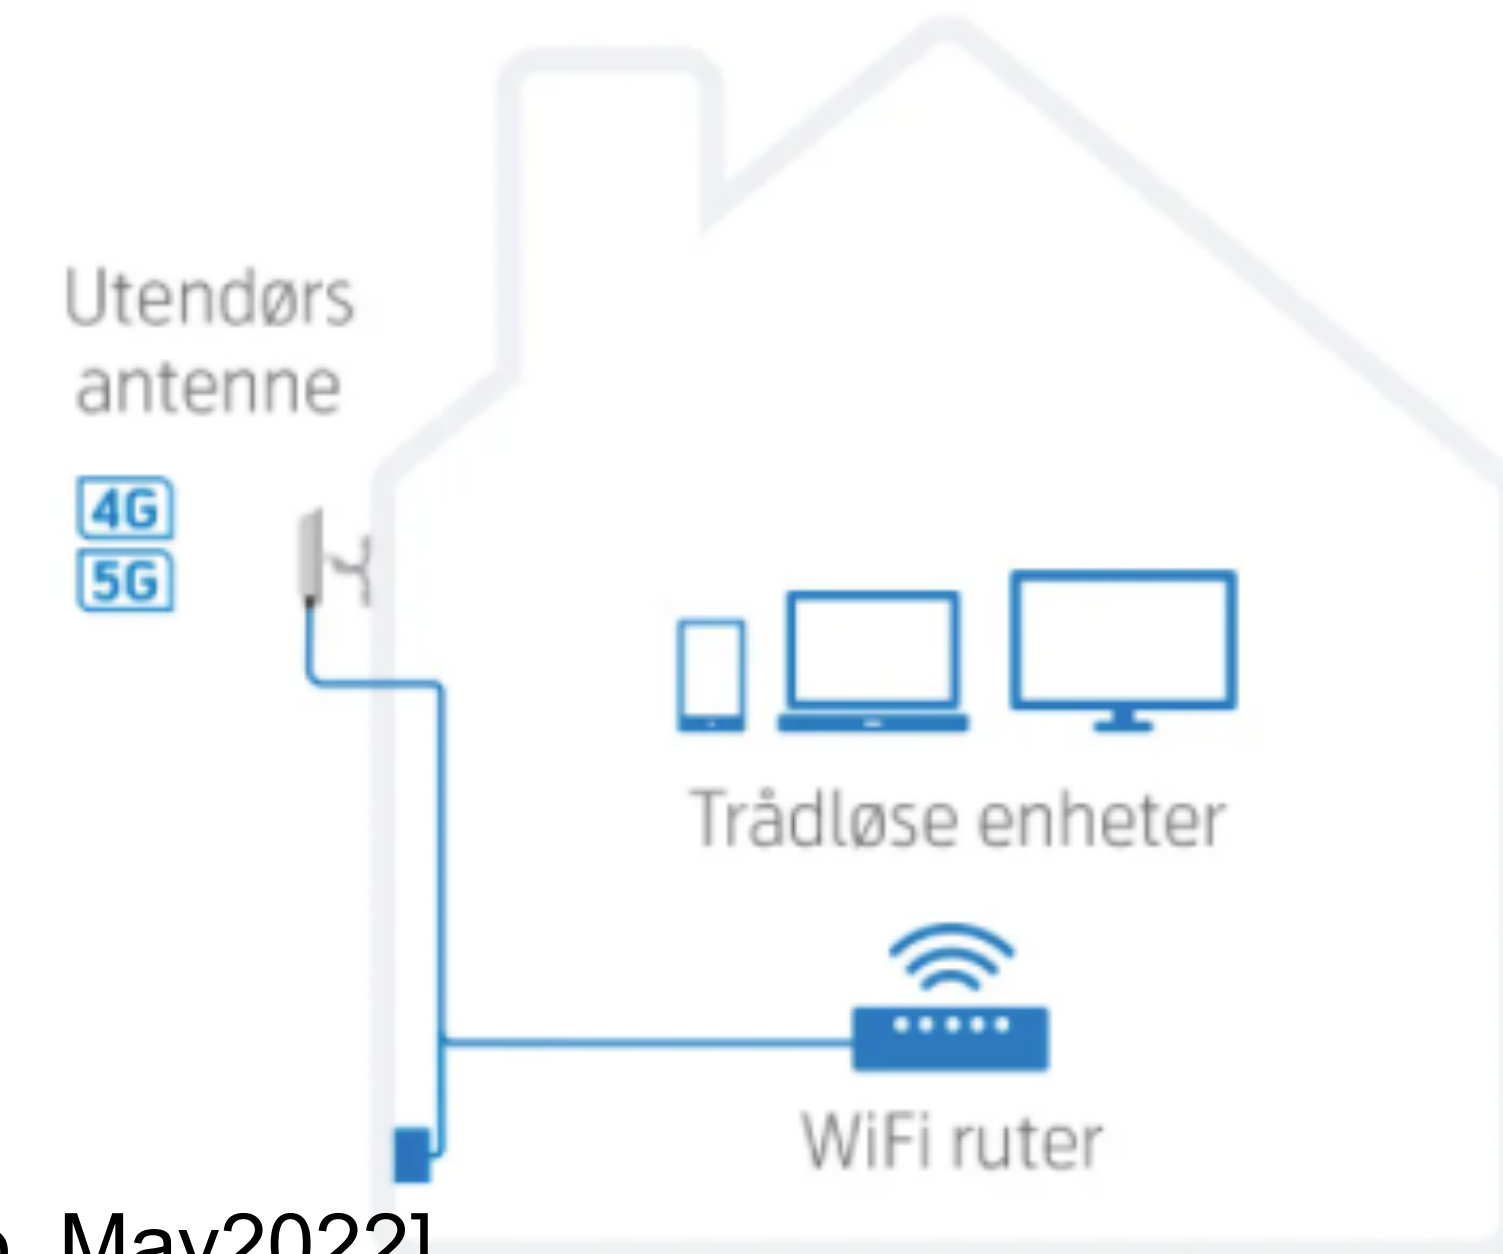 Utendørs
antenne
4G
5G
Trådløse enheter
WiFi ruter
May2022]